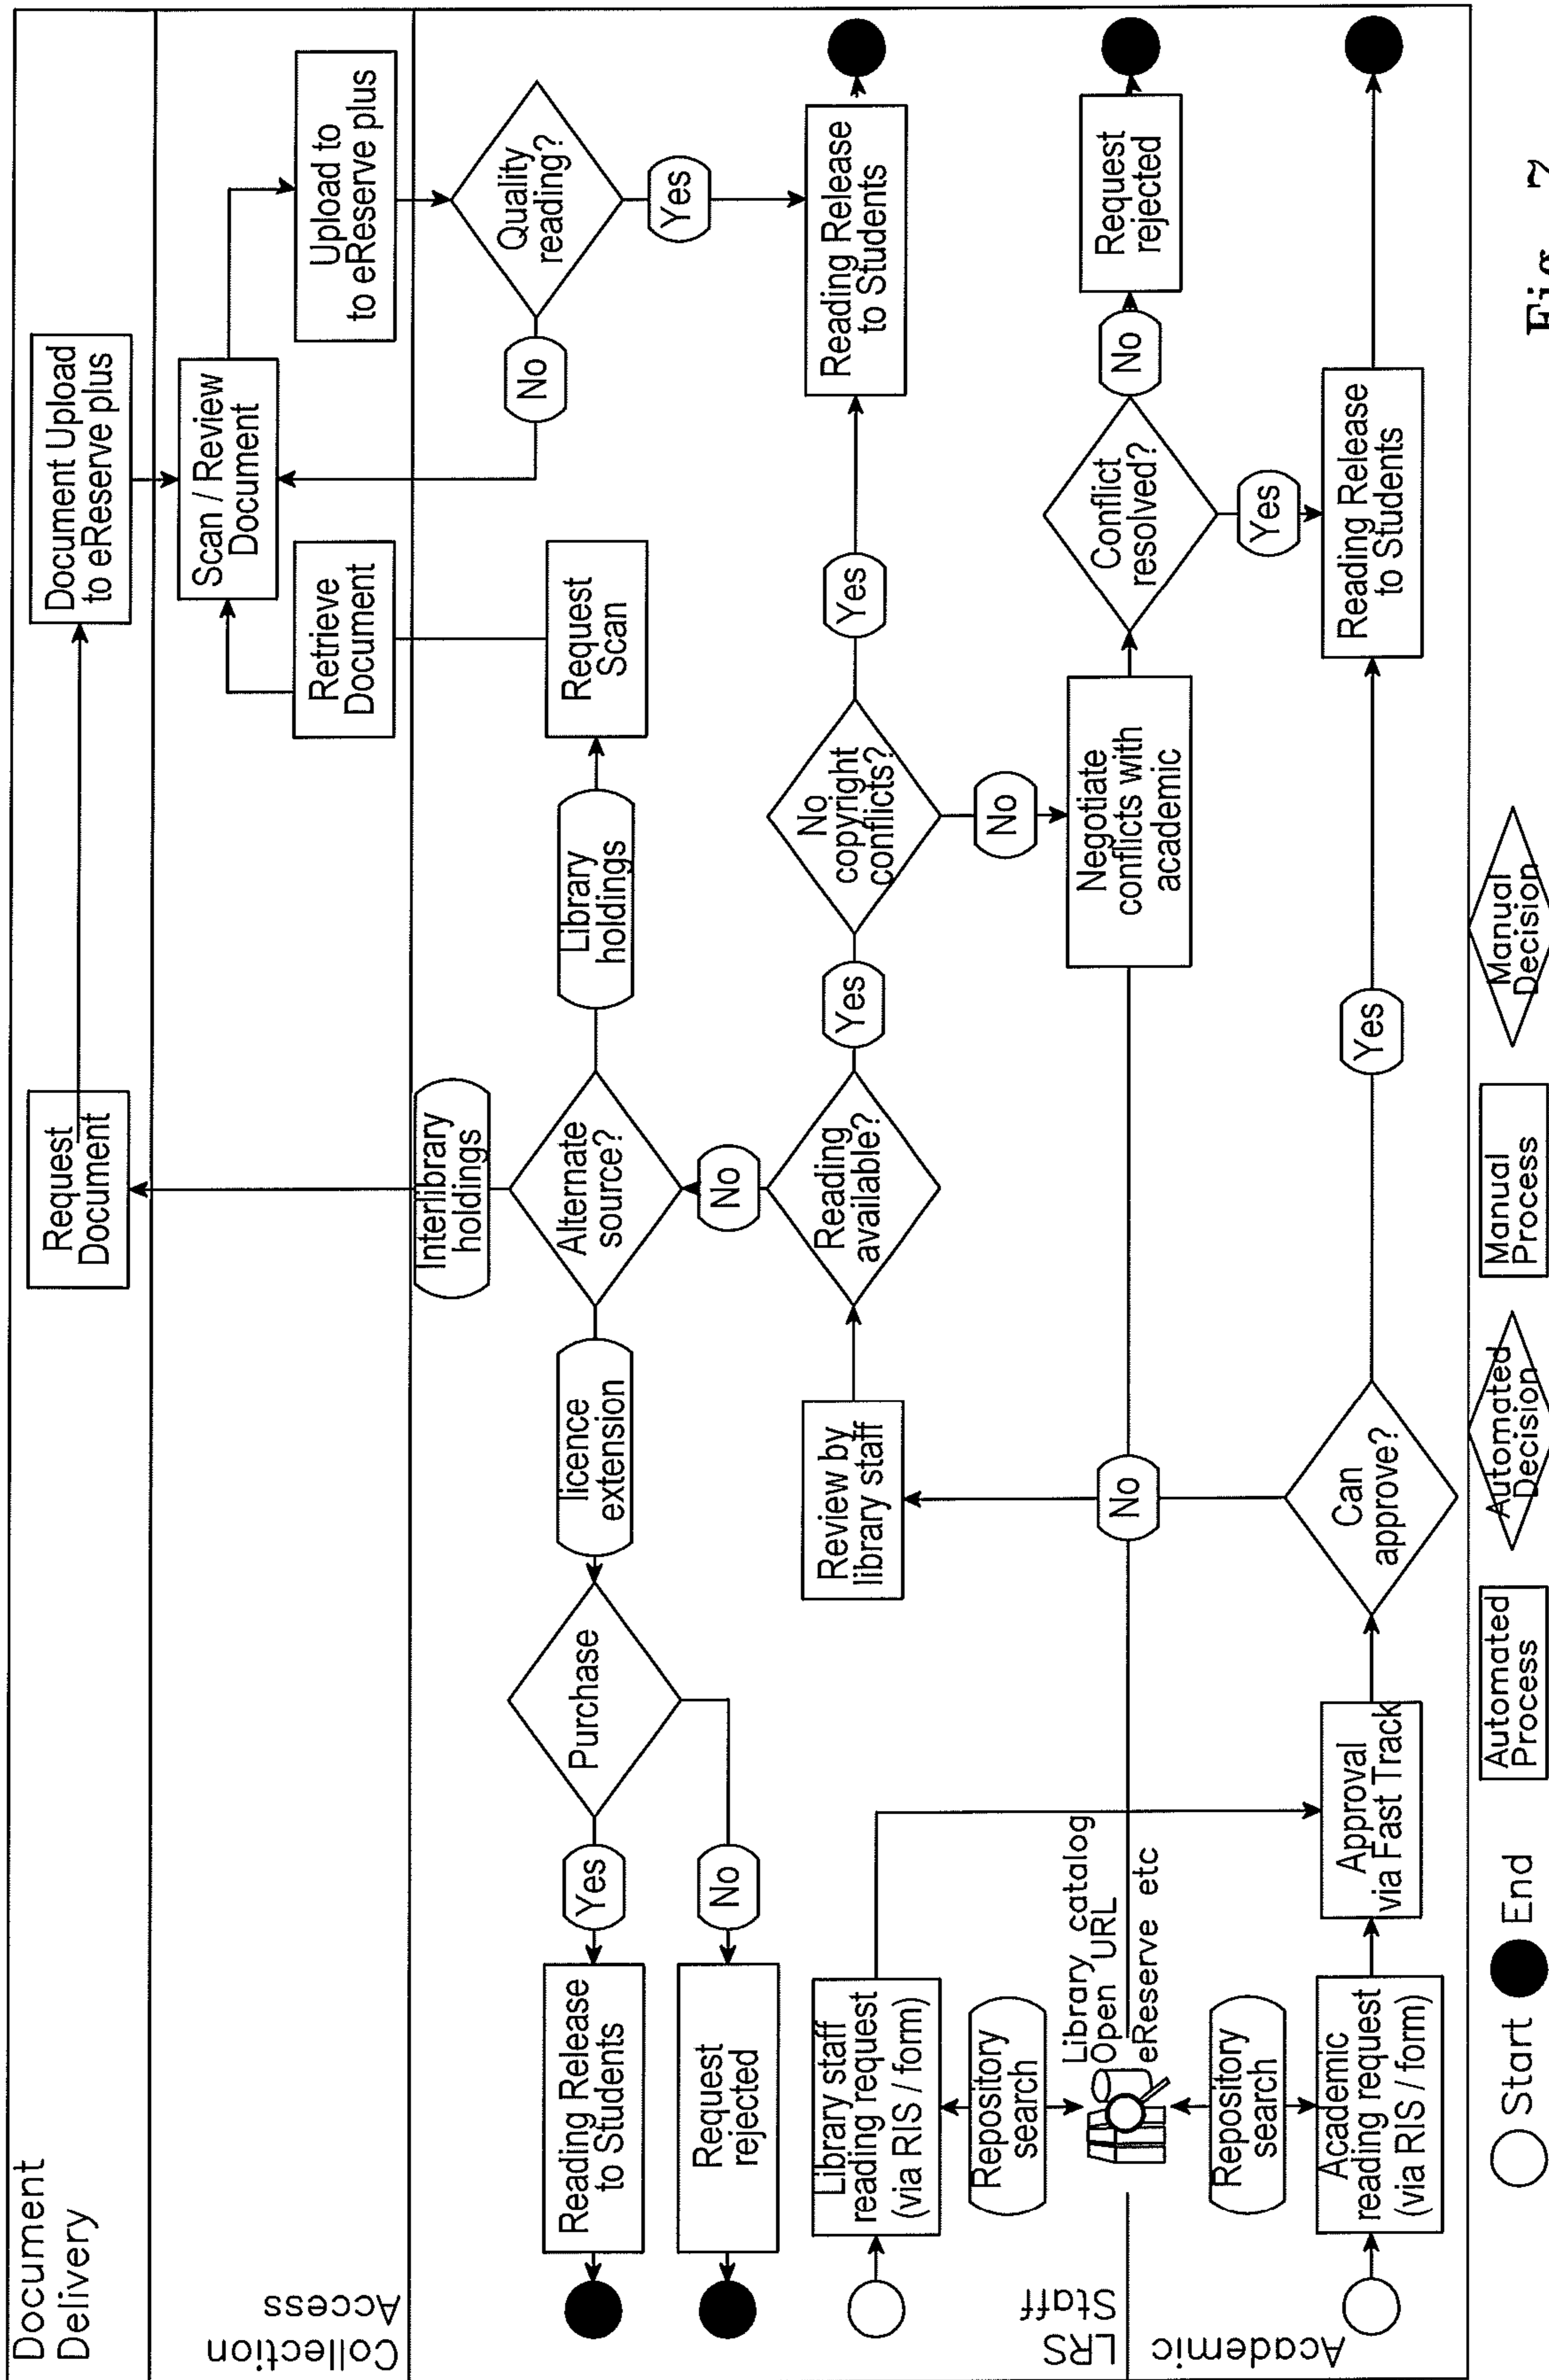 Document
Delivery
Request
Document
Document Upload
to eReserve plus
Collection
Access
Scan / Review
Document
Retrieve
Document
Upload to
to eReserve plus
Interlibrary
holdings
Reading Release
to Students
Yes
Purchase
licence
extension
Alternate
source?
Library
holdings
Request
Scan
No
Quality
reading?
Request
rejected
No
No
Yes
LRS
Staff
Library staff
reading request
(via RIS / form)
Review by
library staff
Reading
available?
Yes
No
copyright
conflicts?
Yes
Reading Release
to Students
Repository
search
No
Library catalog
Open URL
eReserve etc
No
Negotiate
conflicts with
academic
Conflict
resolved?
No
Request
rejected
Academic
Repository
search
Yes
Academic
reading request
(via RIS / form)
Approval
via Fast Track
Can
approve?
Yes
Reading Release
to Students
Start
End
Automated
Process
Automated
Decision
Manual
Process
Manual
Decision
Fig. 7